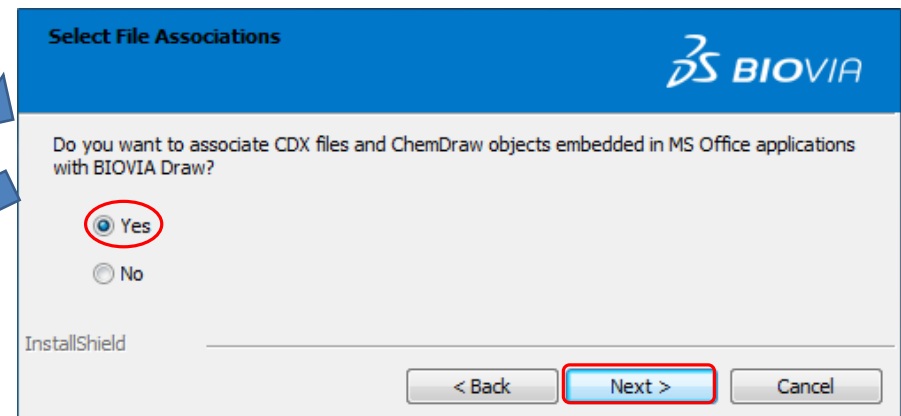 Select File Associations
3S BIOVIA
Do you want to associate CDX files and ChemDraw objects embedded in MS Office applications
with BIOVIA Draw?
Yes
No
InstallShield
< Back Next > Cancel